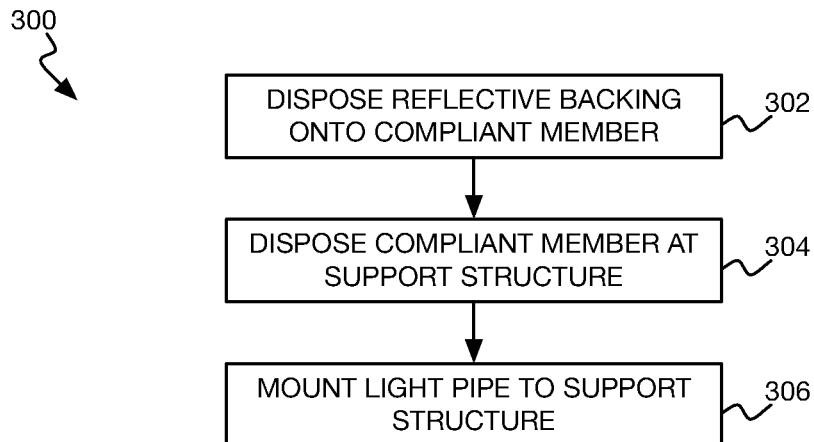 300
DISPOSE REFLECTIVE BACKING
ONTO COMPLIANT MEMBER
302
DISPOSE COMPLIANT MEMBER AT
SUPPORT STRUCTURE
304
MOUNT LIGHT PIPE TO SUPPORT
STRUCTURE
306